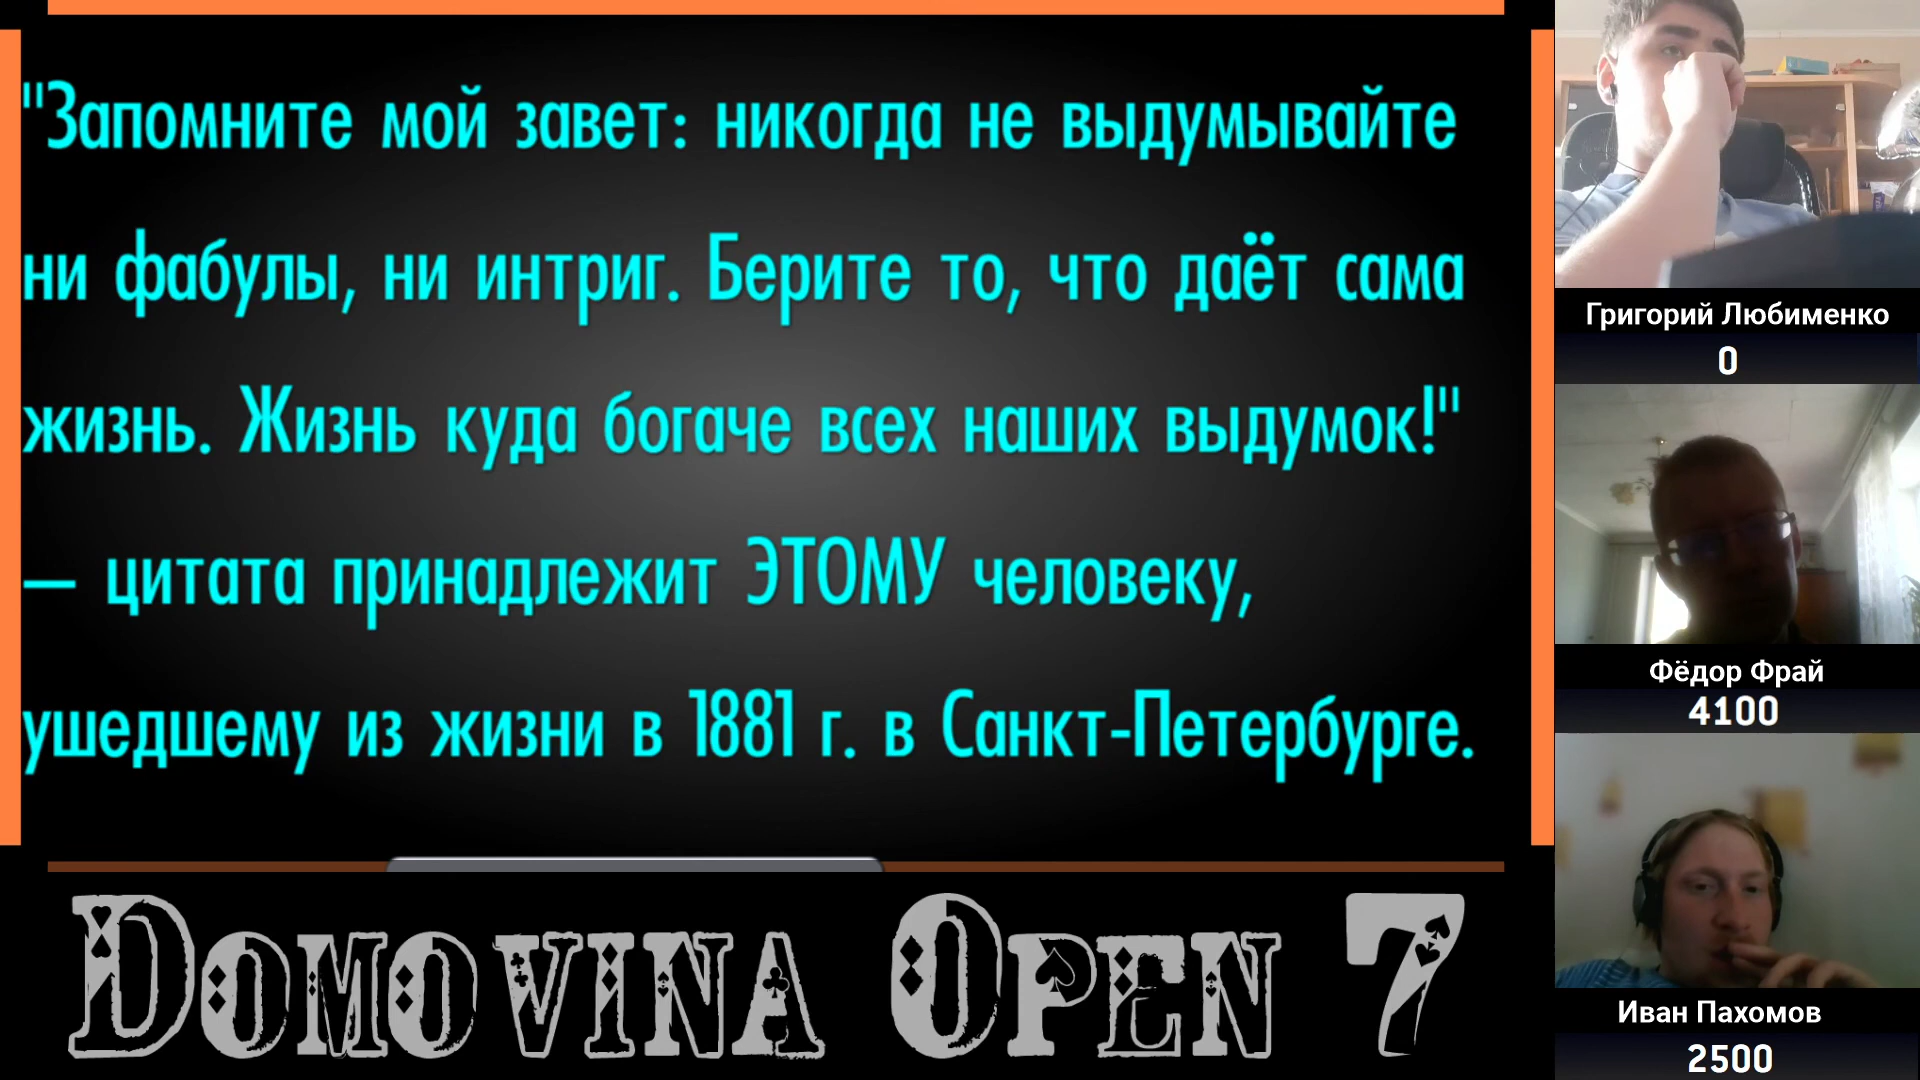 "Запомните мой завет: никогда не выдумывайте
ни фабулы, ни интриг. Берите то, что даёт сама
жизнь. Жизнь куда богаче всех наших выдумок!"
— цитата принадлежит ЭТОМУ человеку,
ушедшему из жизни в 1881 г. в Санкт-Петербурге.
Domovina Open 7
Григорий Любименко
0
Фёдор Фрай
4100
Иван Пахомов
2500